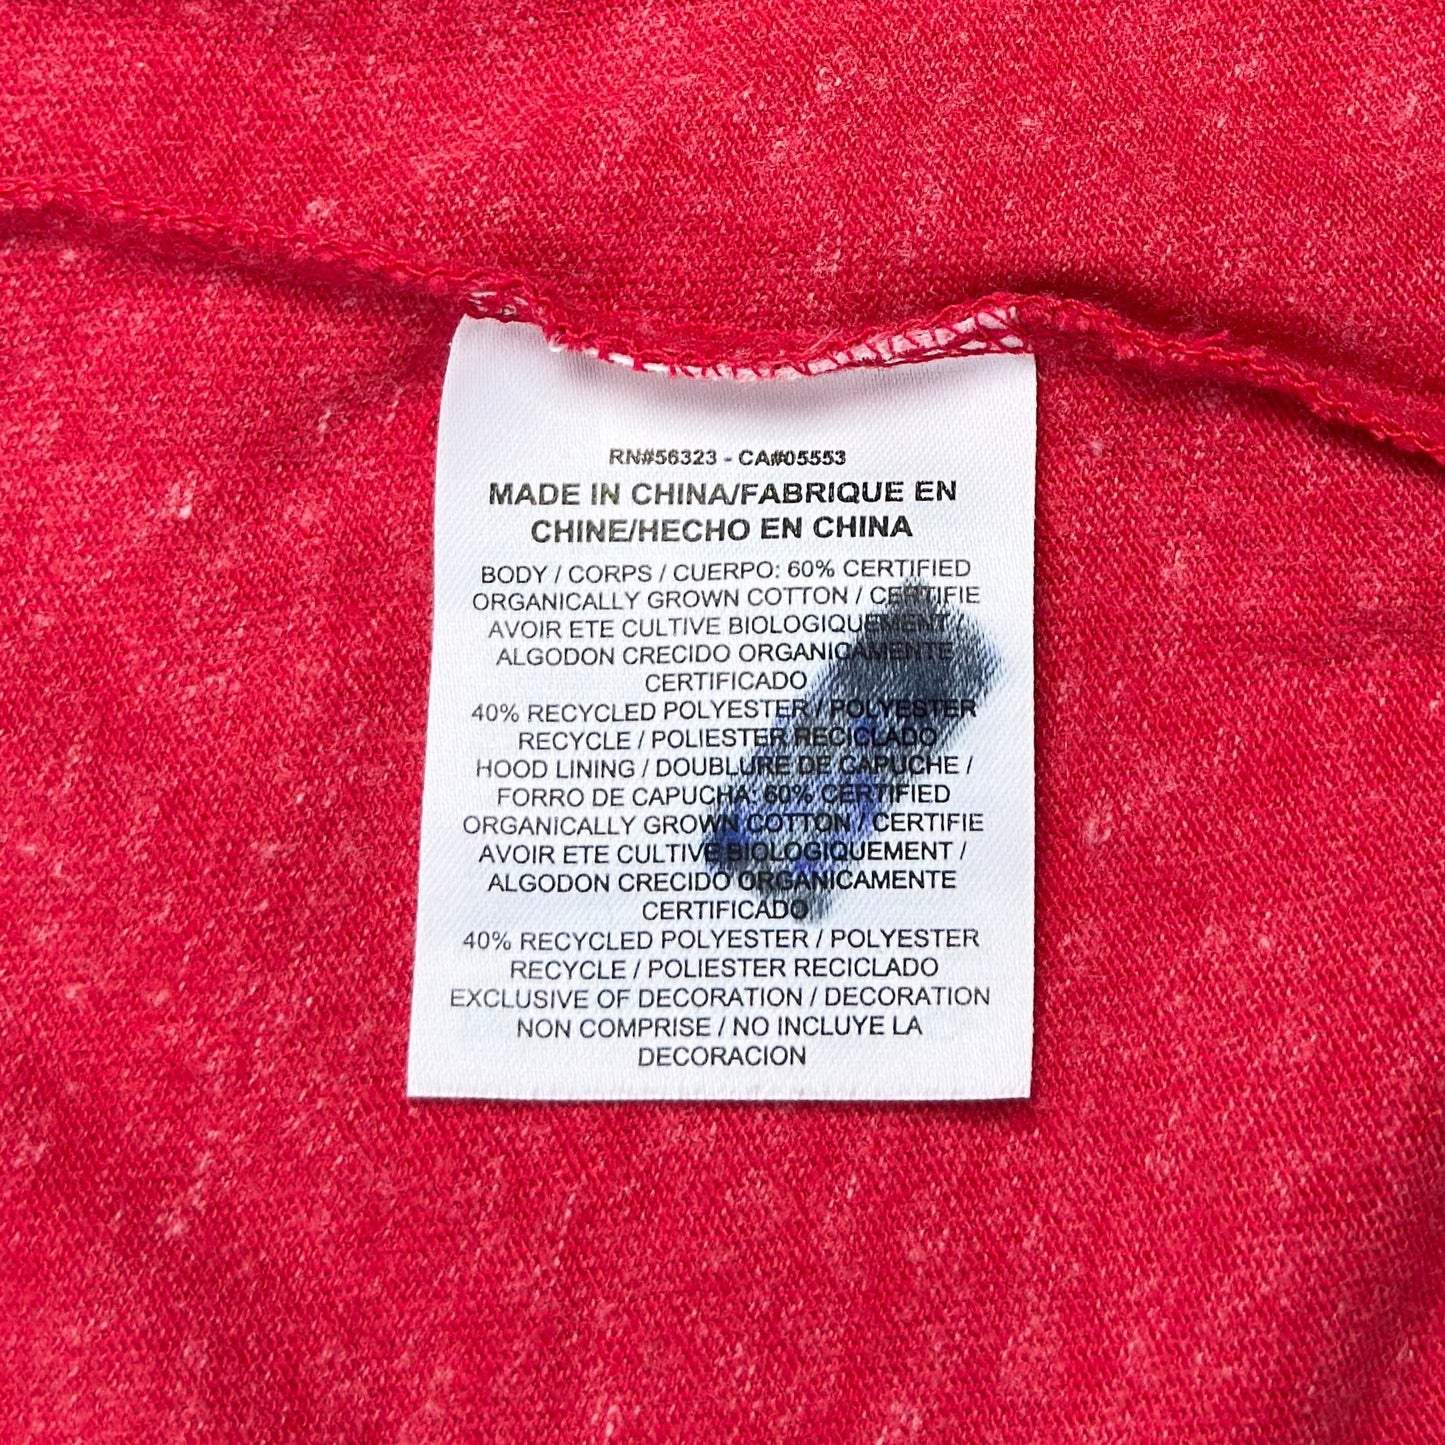 RN#56323 - CA#05553
MADE IN CHINA/FABRIQUE EN
CHINE/HECHO EN CHINA
BODY / CORPS / CUERPO: 60% CERTIFIED
ORGANICALLY GROWN COTTON / CERTIFIE
AVOIR ETE CULTIVE BIOLOGIQUEMENT /
ALGODON CRECIDO ORGANICAMENTE
CERTIFICADO
40% RECYCLED POLYESTER / POLYESTER
RECYCLE / POLIESTER RECICLADO
HOOD LINING / DOUBLURE DE CAPUCHE /
FORRO DE CAPUCHA: 60% CERTIFIED
ORGANICALLY GROWN COTTON / CERTIFIE
AVOIR ETE CULTIVE BIOLOGIQUEMENT /
ALGODON CRECIDO ORGANICAMENTE
CERTIFICADO
40% RECYCLED POLYESTER / POLYESTER
RECYCLE / POLIESTER RECICLADO
EXCLUSIVE OF DECORATION / DECORATION
NON COMPRISE / NO INCLUYE LA
DECORACION